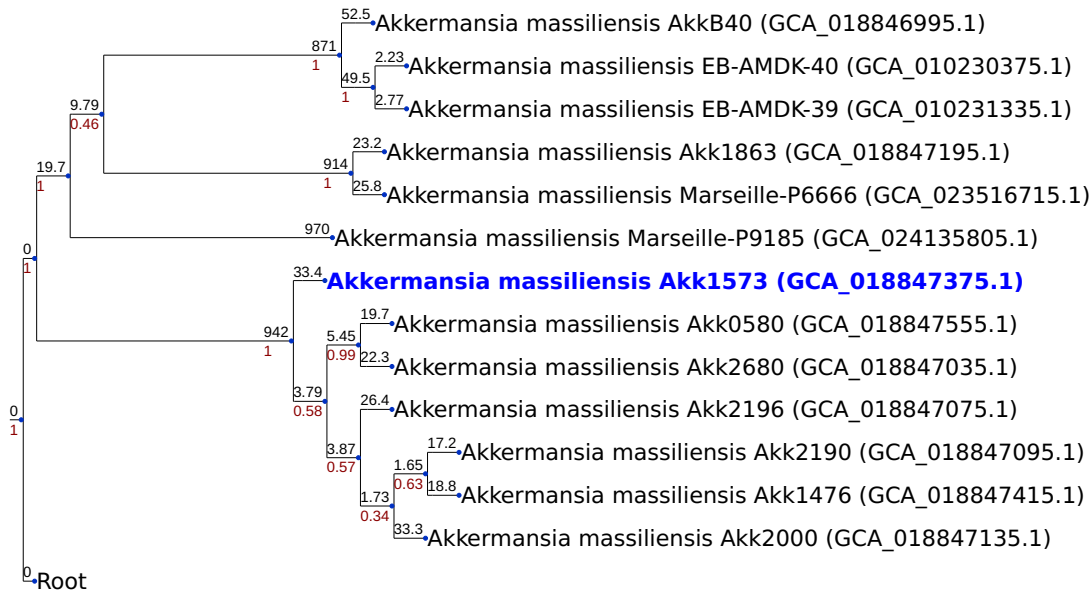 52.5
Akkermansia massiliensis AkkB40 (GCA_018846995.1)
871
1
2.23
Akkermansia massiliensis EB-AMDK-40 (GCA_010230375.1)
49.5
1
2.77
Akkermansia massiliensis EB-AMDK-39 (GCA_010231335.1)
9.79
0.46
23.2
Akkermansia massiliensis Akk1863 (GCA_018847195.1)
914
1
25.8
Akkermansia massiliensis Marseille-P6666 (GCA_023516715.1)
19.7
1
970
Akkermansia massiliensis Marseille-P9185 (GCA_024135805.1)
0
1
33.4
Akkermansia massiliensis Akk1573 (GCA_018847375.1)
942
1
19.7
Akkermansia massiliensis Akk0580 (GCA_018847555.1)
5.45
0.99
22.3
Akkermansia massiliensis Akk2680 (GCA_018847035.1)
3.79
0.58
26.4
Akkermansia massiliensis Akk2196 (GCA_018847075.1)
0
1
3.87
0.57
17.2
Akkermansia massiliensis Akk2190 (GCA_018847095.1)
1.65
0.63
18.8
Akkermansia massiliensis Akk1476 (GCA_018847415.1)
1.73
0.34
33.3
Akkermansia massiliensis Akk2000 (GCA_018847135.1)
0
Root